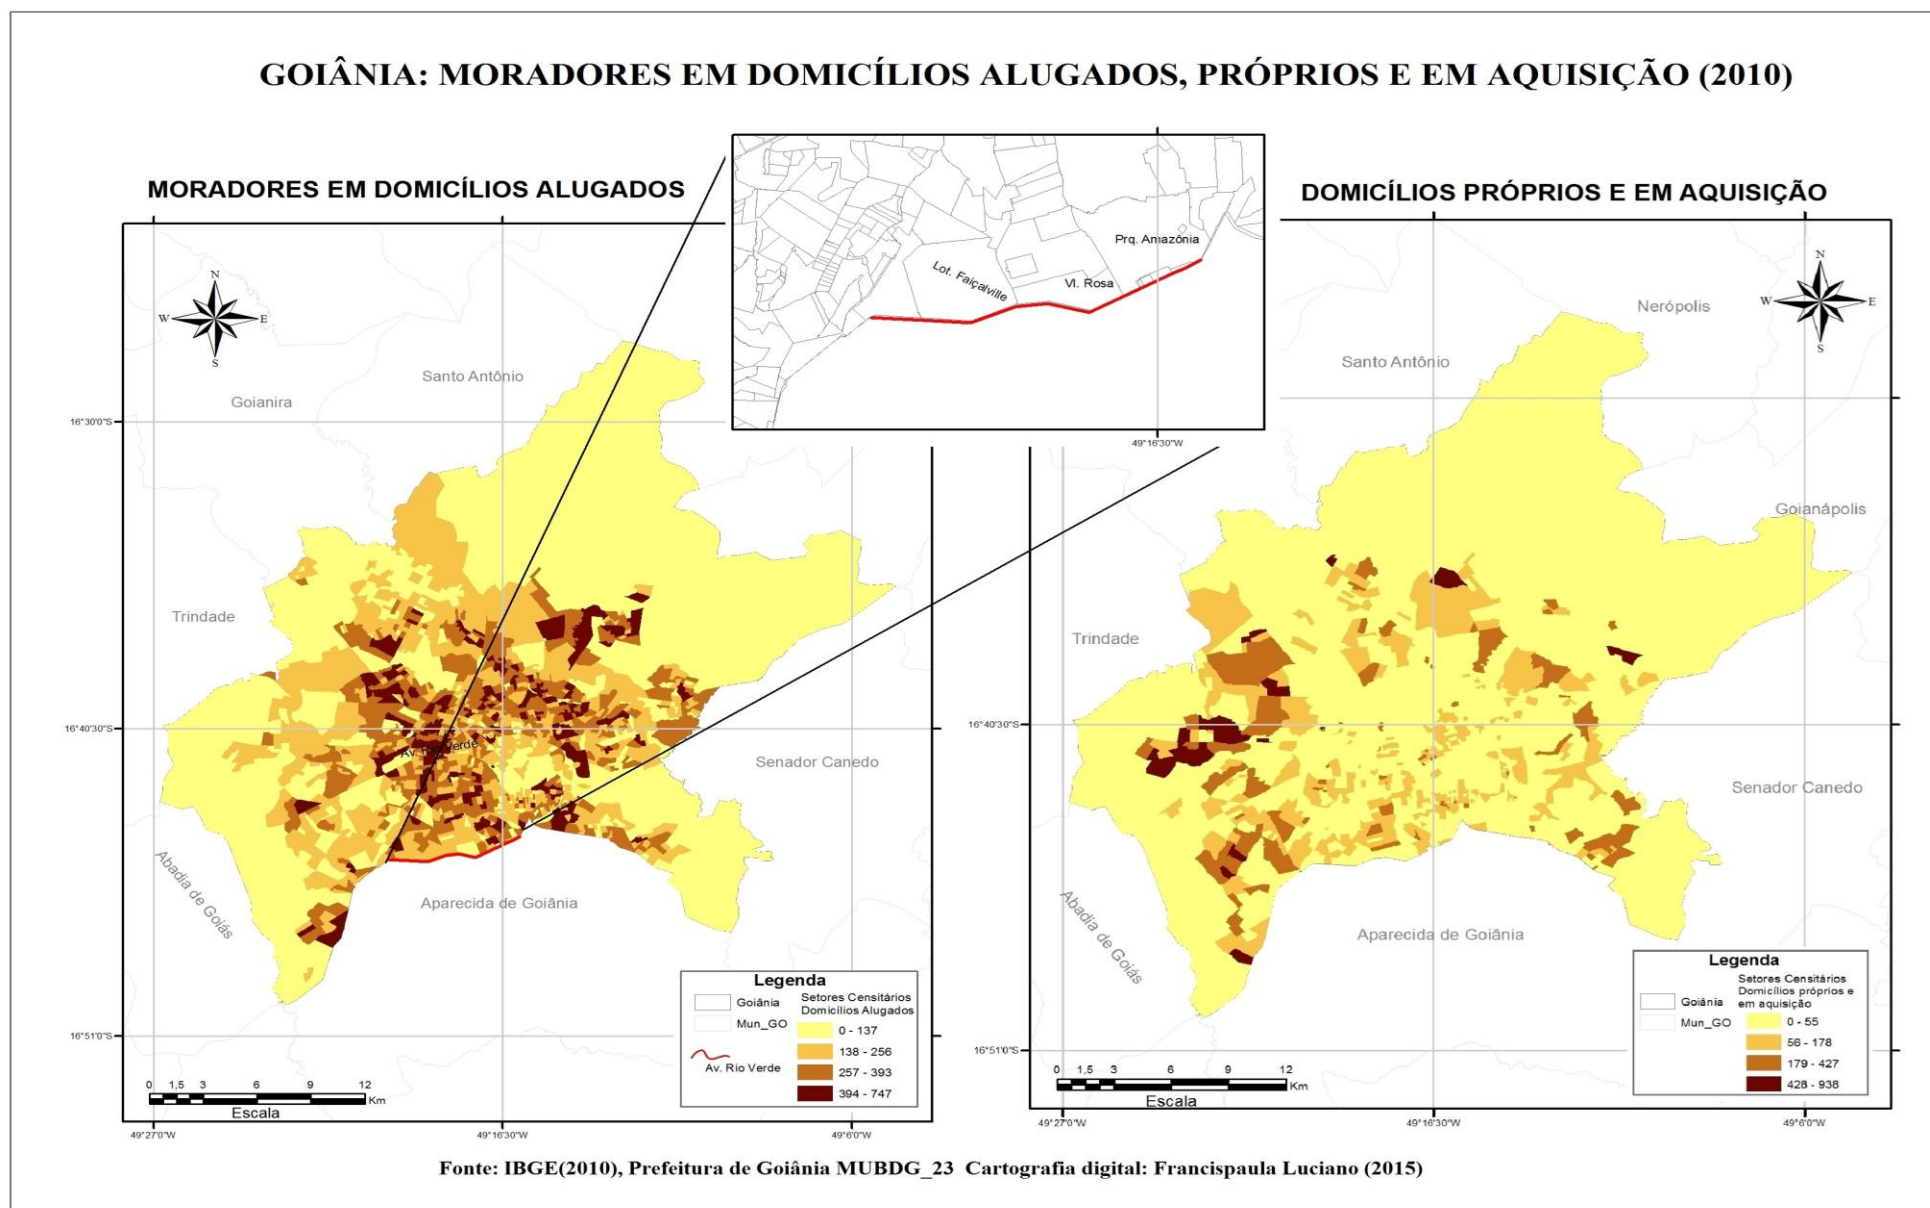 GOIÂNIA: MORADORES EM DOMICÍLIOS ALUGADOS, PRÓPRIOS E EM AQUISIÇÃO (2010)
MORADORES EM DOMICÍLIOS ALUGADOS
N
W
E
S
Santo Antônio
Goianira
16°30'0"S
Trindade
16°40'30"S
Av. Rio Verde
Senador Canedo
Abadia de Goiás
Aparecida de Goiânia
16°51'0"S
Legenda
Goiânia
Mun_GO
Av. Rio Verde
Setores Censitários
Domicílios Alugados
0 - 137
138 - 256
257 - 393
394 - 747
0 1,5 3 6 9 12
Km
Escala
49°27'0"W
49°16'30"W
49°6'0"W
Prq. Amazônia
Lot. Faiçalville
Vl. Rosa
49°16'30"W
DOMICÍLIOS PRÓPRIOS E EM AQUISIÇÃO
N
W
E
S
Nerópolis
Santo Antônio
Goianápolis
Trindade
16°40'30"S
Senador Canedo
Abadia de Goiás
Aparecida de Goiânia
16°51'0"S
Legenda
Goiânia
Mun_GO
Setores Censitários
Domicílios próprios e
em aquisição
0 - 55
56 - 178
179 - 427
428 - 938
0 1,5 3 6 9 12
Km
Escala
49°27'0"W
49°16'30"W
49°6'0"W
Fonte: IBGE(2010), Prefeitura de Goiânia MUBDG_23 Cartografia digital: Francispaula Luciano (2015)